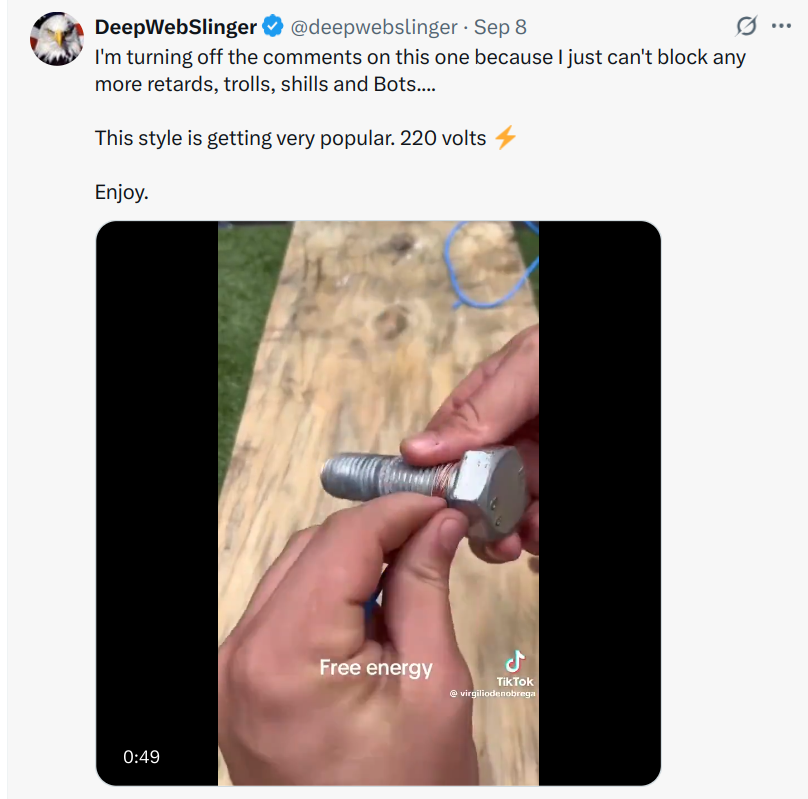 DeepWebSlinger @deepwebslinger · Sep 8
I'm turning off the comments on this one because I just can't block any
more retards, trolls, shills and Bots....
This style is getting very popular. 220 volts ⚡
Enjoy.
Free energy
TikTok
@ virgiliodenobrega
0:49